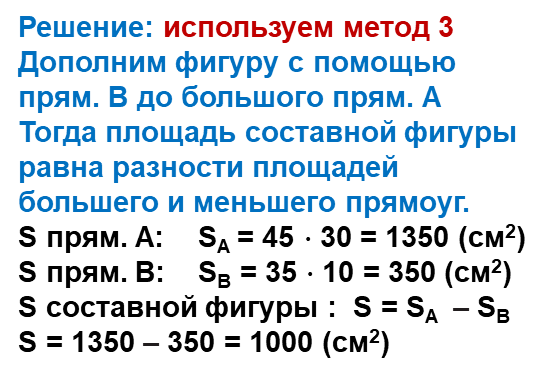 Решение: используем метод 3
Дополним фигуру с помощью
прям. В до большого прям. А
Тогда площадь составной фигуры
равна разности площадей
большего и меньшего прямоуг.
S прям. А: S_A = 45 · 30 = 1350 (см²)
S прям. В: S_B = 35 · 10 = 350 (см²)
S составной фигуры : S = S_A – S_B
S = 1350 – 350 = 1000 (см²)